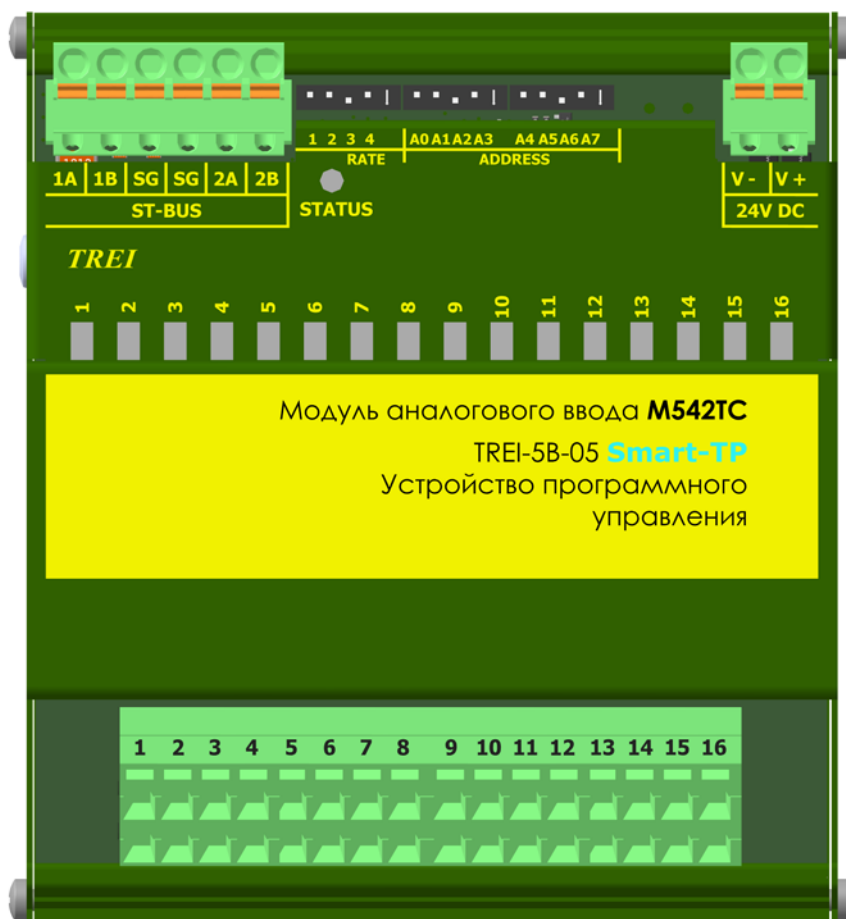 1 2 3 4 A0 A1 A2 A3 A4 A5 A6 A7
RATE ADDRESS
1A 1B SG SG 2A 2B
ST-BUS
STATUS
V - V +
24V DC
TREI
1 2 3 4 5 6 7 8 9 10 11 12 13 14 15 16
Модуль аналогового ввода M542TC
TREI-5B-05 Smart-TP
Устройство программного
управления
1 2 3 4 5 6 7 8 9 10 11 12 13 14 15 16